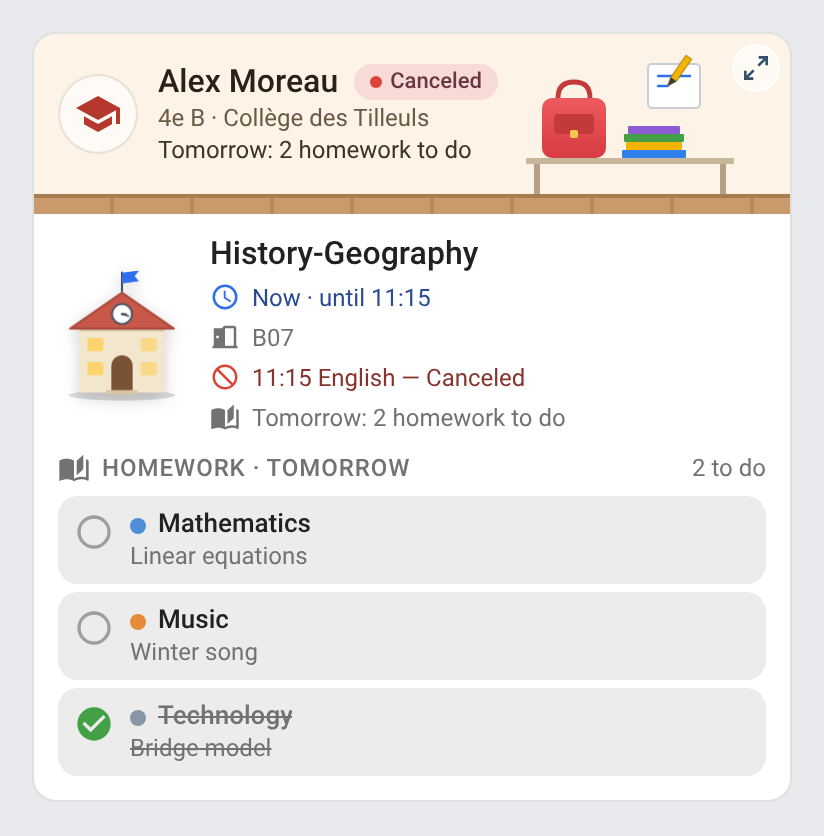 Alex Moreau
Canceled
4e B · Collège des Tilleuls
Tomorrow: 2 homework to do
History-Geography
Now · until 11:15
B07
11:15 English — Canceled
Tomorrow: 2 homework to do
HOMEWORK · TOMORROW
2 to do
Mathematics
Linear equations
Music
Winter song
Technology
Bridge model